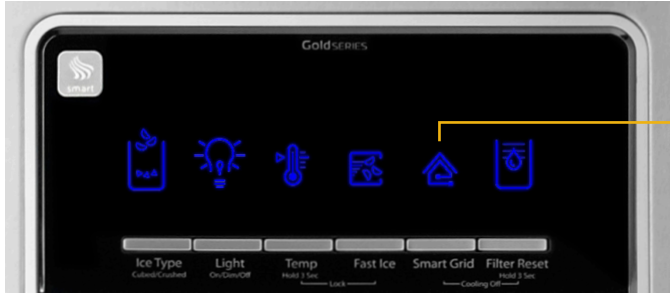 GoldSERIES
smart
Ice Type Light Temp Fast Ice Smart Grid Filter Reset
Cubed/Crushed On/Dim/Off Hold 3 Sec Hold 3 Sec
Lock Cooling Off